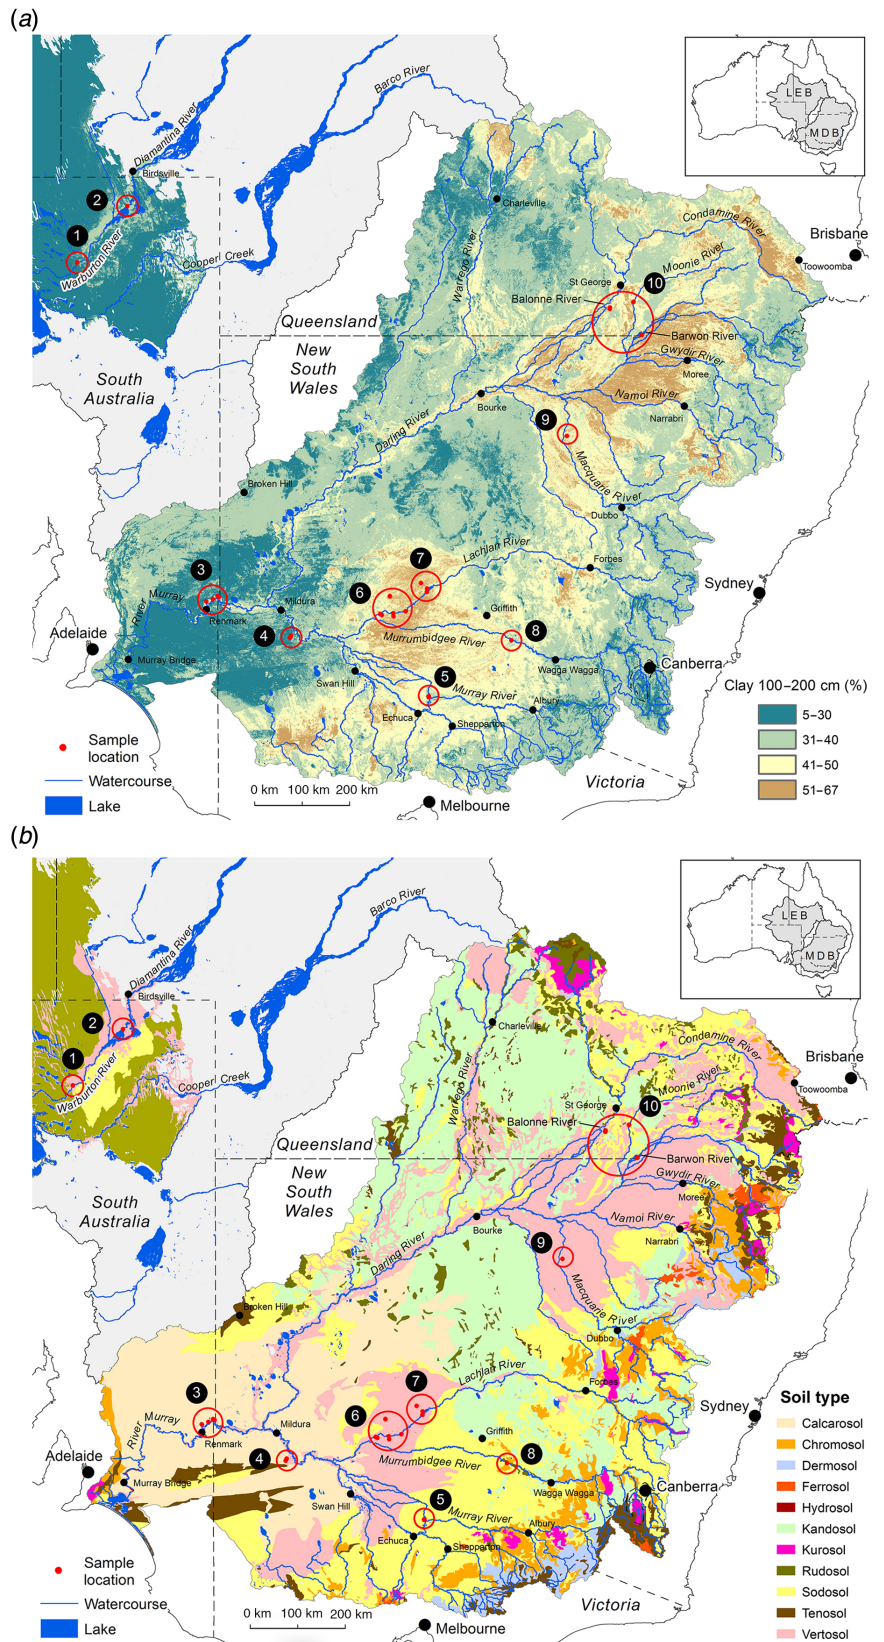 (a)
Barco River
Diamantina River
Birdsville
LEB
MDB
2
1
Charleville
Condamine River
Warburton River
Cooperl Creek
Warrego River
Moonie River
Brisbane
Toowoomba
St George
10
Balonne River
Queensland
Barwon River
New
South
Wales
Gwydir River
South
Australia
Moree
Namoi River
Bourke
Narrabri
Darling River
9
Macquarie River
Broken Hill
Dubbo
Lachlan River
7
Forbes
3
6
Sydney
River Murray
Mildura
Griffith
Renmark
Adelaide
4
Murrumbidgee River
8
Murray Bridge
Wagga Wagga
Canberra
Swan Hill
5
Murray River
Clay 100–200 cm (%)
Albury
Echuca
Shepparton
5–30
Sample
location
31–40
Watercourse
Victoria
41–50
Lake
0 km 100 km 200 km
Melbourne
51–67
(b)
Barco River
Diamantina River
Birdsville
LEB
MDB
2
1
Charleville
Condamine River
Warburton River
Cooper Creek
Warrego River
Moonie River
Brisbane
Toowoomba
St George
10
Balonne River
Queensland
Barwon River
New
South
Wales
Gwydir River
South
Australia
Moree
Namoi River
Bourke
Narrabri
Darling River
9
Macquarie River
Broken Hill
Dubbo
Lachlan River
7
Forbes
3
6
Sydney
River Murray
Mildura
Griffith
Renmark
Adelaide
4
Murrumbidgee River
8
Murray Bridge
Wagga Wagga
Canberra
Swan Hill
5
Murray River
Albury
Echuca
Shepparton
Soil type
Calcarosol
Chromosol
Dermosol
Ferrosol
Hydrosol
Kandosol
Kurosol
Rudosol
Sodosol
Tenosol
Vertosol
Sample
location
Watercourse
Lake
Victoria
0 km 100 km 200 km
Melbourne